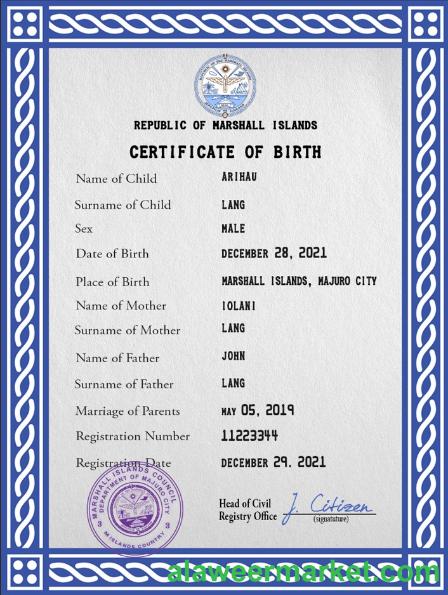 REPUBLIC OF MARSHALL ISLANDS
CERTIFICATE OF BIRTH
Name of Child ARIHAU
Surname of Child LANG
Sex MALE
Date of Birth DECEMBER 28, 2021
Place of Birth MARSHALL ISLANDS, MAJURO CITY
Name of Mother IOLANI
Surname of Mother LANG
Name of Father JOHN
Surname of Father LANG
Marriage of Parents MAY 05, 2019
Registration Number 11223344
Registration Date DECEMBER 29. 2021
MARSHALL ISLANDS COUNCIL
DEPARTMENT OF MAJURO CITY
3 3
M ISLANDS COUNTRY
Head of Civil
Registry Office J. Citizen
(signatuture)
alaweermarket.com